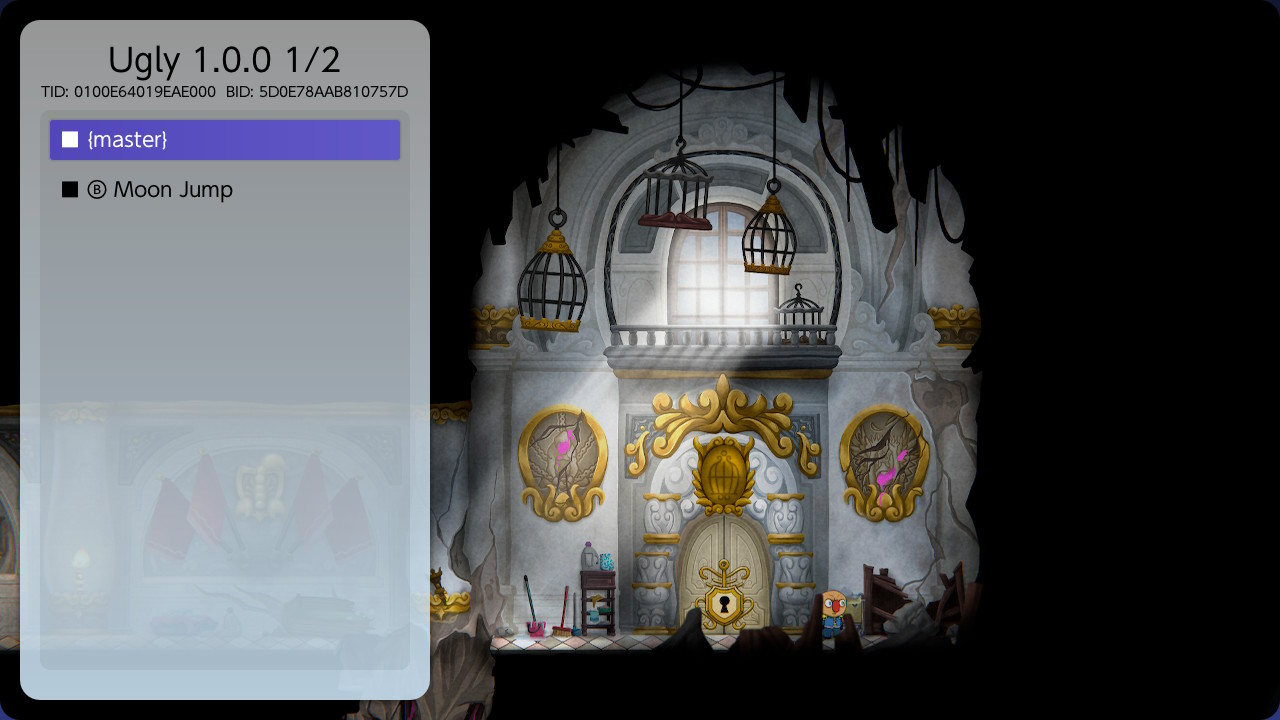 Ugly 1.0.0 1/2
TID: 0100E64019EAE000 BID: 5D0E78AAB810757D
{master}
Ⓑ Moon Jump